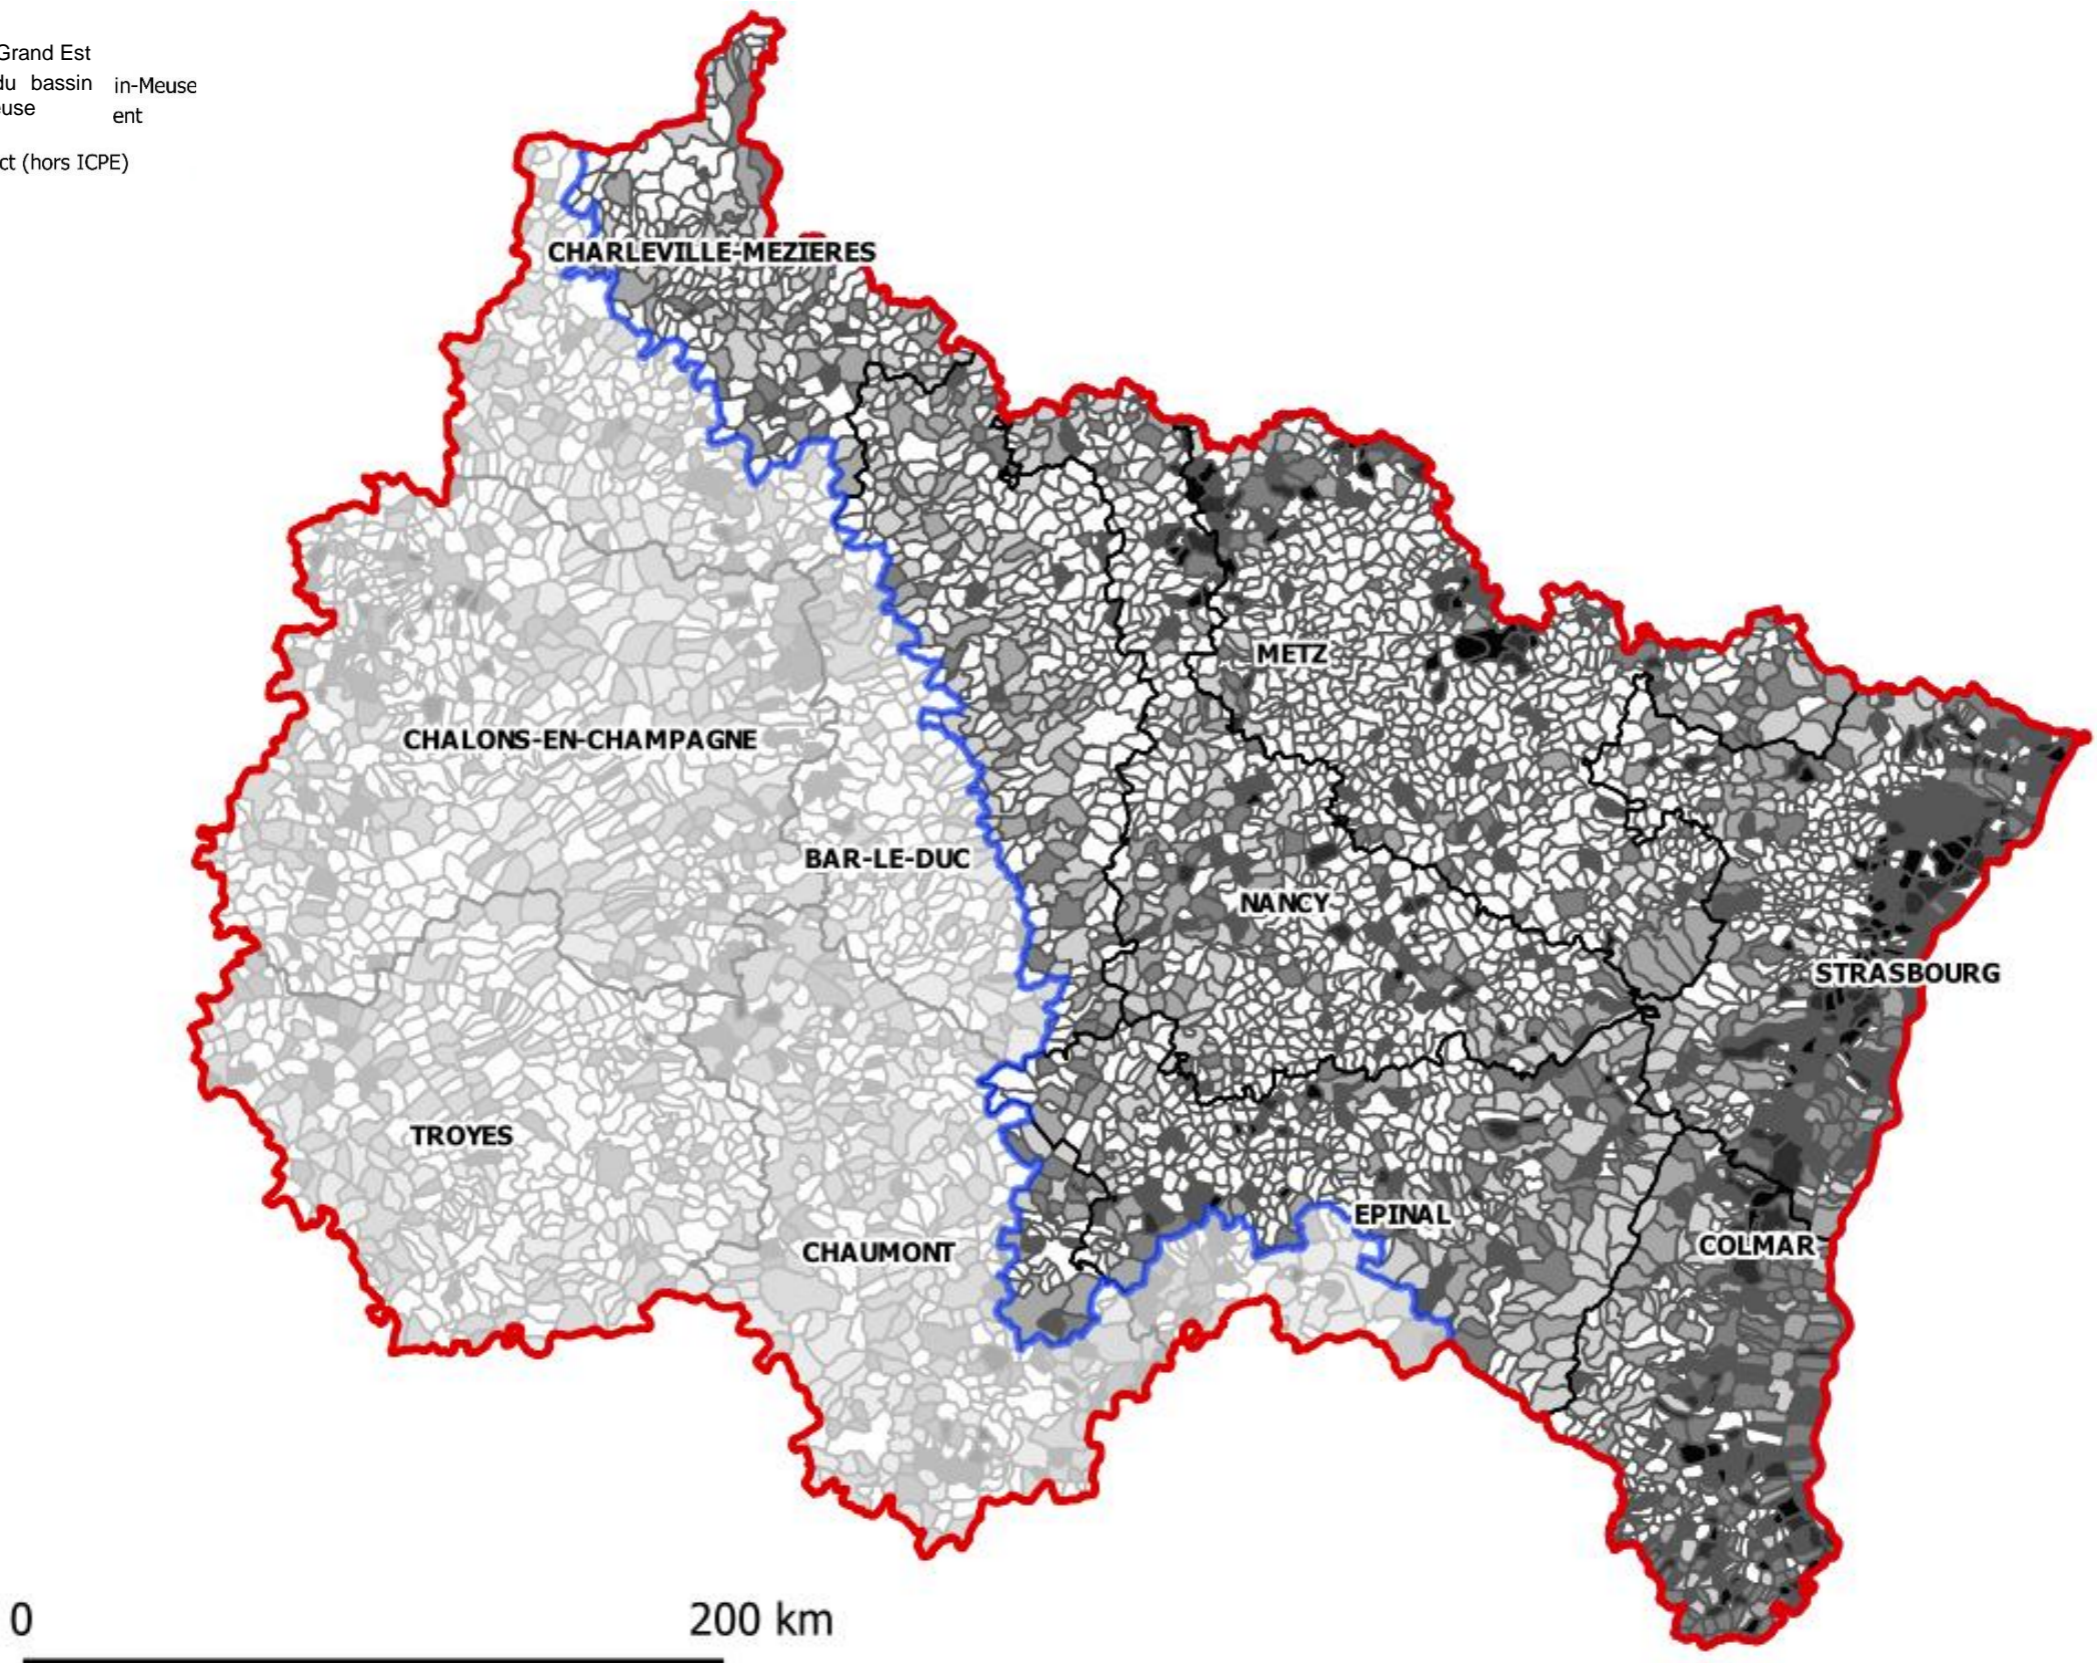 Grand Est
du bassin in-Meuse
euse ent
ct (hors ICPE)
CHARLEVILLE-MEZIERES
METZ
CHALONS-EN-CHAMPAGNE
BAR-LE-DUC
NANCY
STRASBOURG
TROYES
EPINAL
CHAUMONT
COLMAR
0 200 km